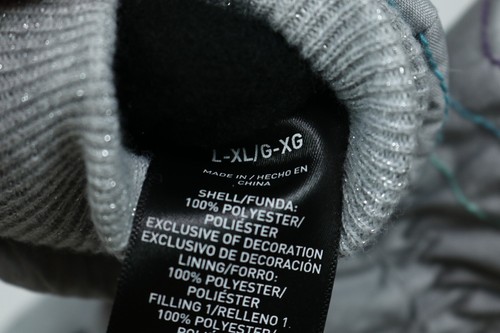 L-XL/G-XG
MADE IN / HECHO EN
CHINA
SHELL/FUNDA:
100% POLYESTER/
POLIÉSTER
EXCLUSIVE OF DECORATION
EXCLUSIVO DE DECORACIÓN
LINING/FORRO:
100% POLYESTER/
POLIÉSTER
FILLING 1/RELLENO 1.
100% POLYESTER/